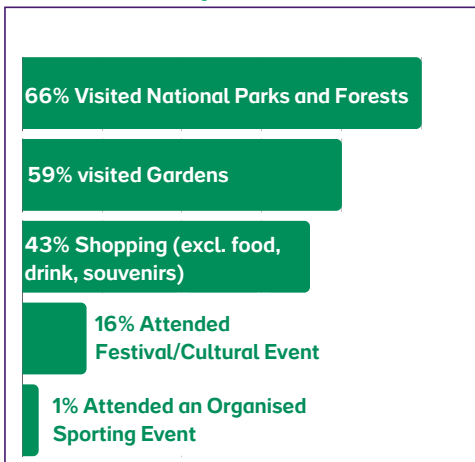 66% Visited National Parks and Forests
59% visited Gardens
43% Shopping (excl. food,
drink, souvenirs)
16% Attended
Festival/Cultural Event
1% Attended an Organised
Sporting Event